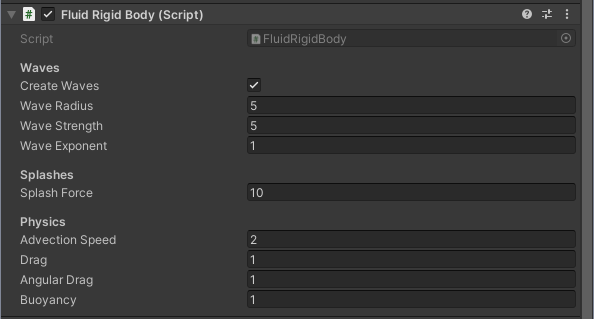 Fluid Rigid Body (Script)
Script FluidRigidBody
Waves
Create Waves
Wave Radius 5
Wave Strength 5
Wave Exponent 1
Splashes
Splash Force 10
Physics
Advection Speed 2
Drag 1
Angular Drag 1
Buoyancy 1